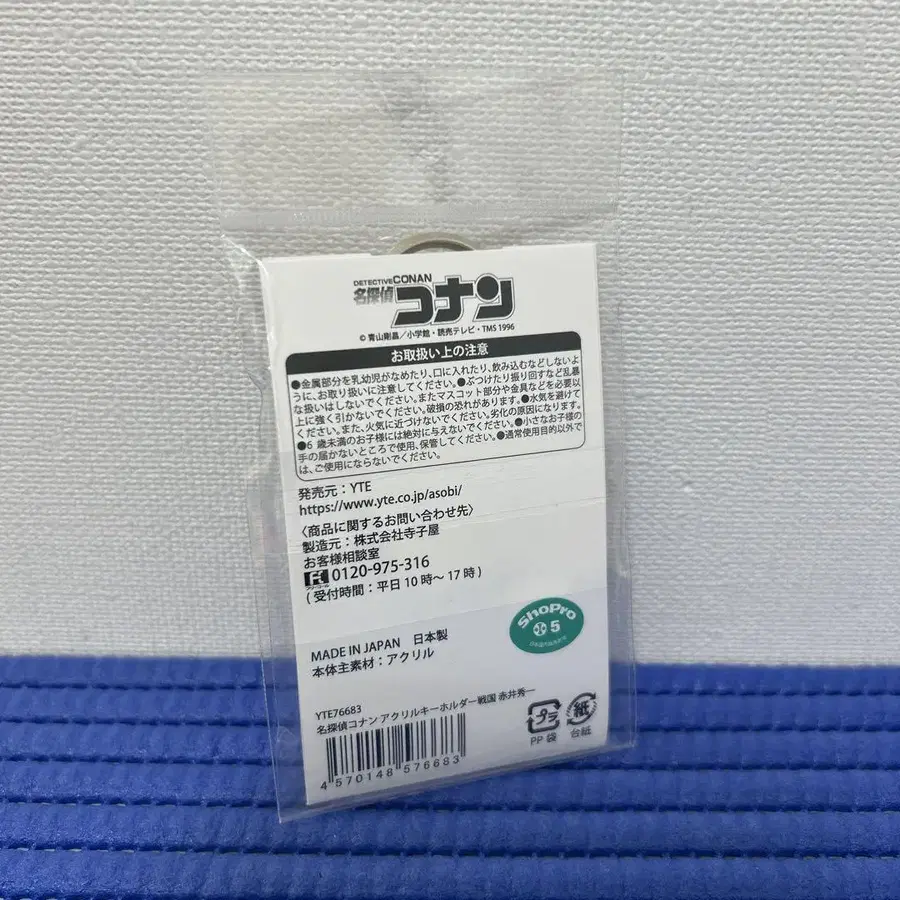 DETECTIVE CONAN
名探偵コナン
© 青山剛昌／小学館・読売テレビ・TMS 1996
お取扱い上の注意
●金属部分を乳幼児がなめたり、口に入れたり、飲み込むなどしないよ
うに、お取り扱いに注意してください。●ぶつけたり振り回すなど乱暴
な扱いはしないでください。またマスコット部分や金具などを必要以
上に強く引かないでください。破損の恐れがあります。●水気を避けて
ください。また、火気に近づけないでください。劣化の原因になります。
●6 歳未満のお子様には絶対に与えないでください。●小さなお子様の
手の届かないところで使用、保管してください。●通常使用目的以外で
は、ご使用にならないでください。
発売元：YTE
https://www.yte.co.jp/asobi/
〈商品に関するお問い合わせ先〉
製造元：株式会社寺子屋
お客様相談室
0120-975-316
( 受付時間：平日 10 時～ 17 時 )
ShoPro
5
MADE IN JAPAN 日本製
本体主素材：アクリル
YTE76683
名探偵コナン アクリルキーホルダー戦国 赤井秀一
4 570148 576683
プラ
PP 袋
紙
台紙